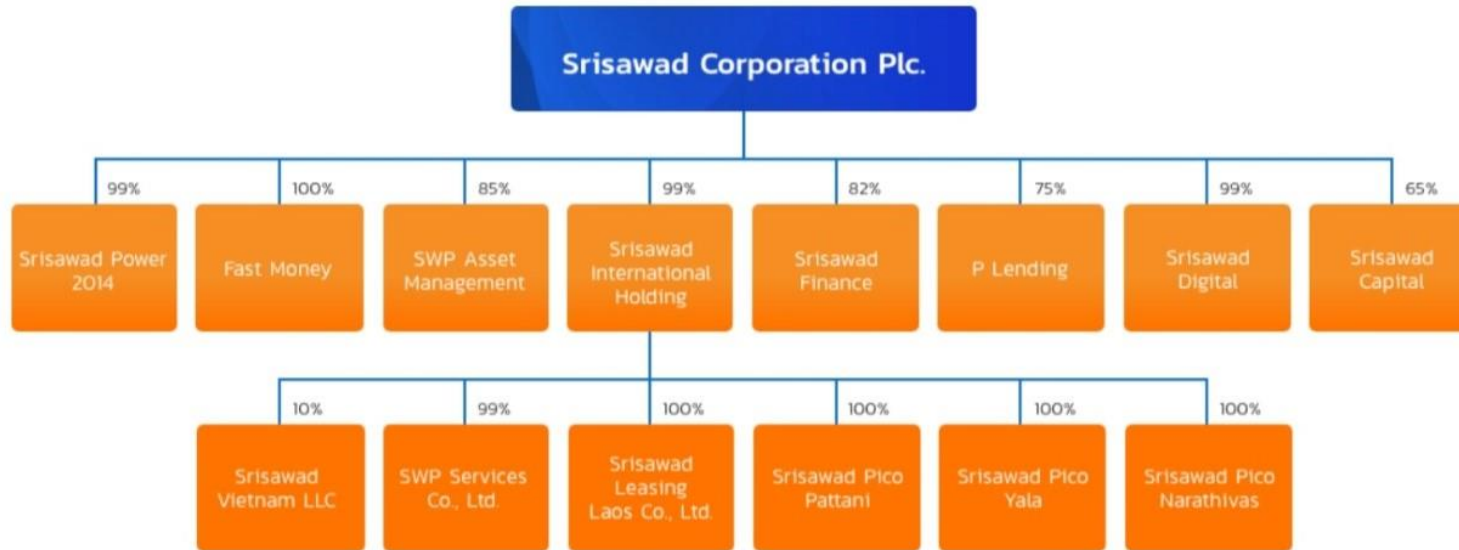 Srisawad Corporation Plc.
99%
100%
85%
99%
82%
75%
99%
65%
Srisawad Power
2014
Fast Money
SWP Asset
Management
Srisawad
International
Holding
Srisawad
Finance
P Lending
Srisawad
Digital
Srisawad
Capital
10%
99%
100%
100%
100%
100%
Srisawad
Vietnam LLC
SWP Services
Co., Ltd.
Srisawad
Leasing
Laos Co., Ltd.
Srisawad Pico
Pattani
Srisawad Pico
Yala
Srisawad Pico
Narathivas